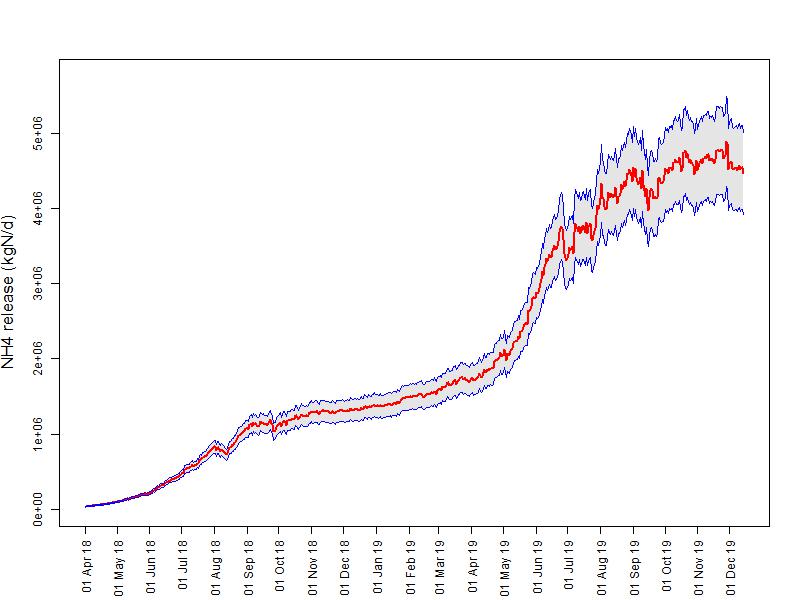 NH4 release (kgN/d)
5e+06
4e+06
3e+06
2e+06
1e+06
0e+00
01 Apr 18
01 May 18
01 Jun 18
01 Jul 18
01 Aug 18
01 Sep 18
01 Oct 18
01 Nov 18
01 Dec 18
01 Jan 19
01 Feb 19
01 Mar 19
01 Apr 19
01 May 19
01 Jun 19
01 Jul 19
01 Aug 19
01 Sep 19
01 Oct 19
01 Nov 19
01 Dec 19